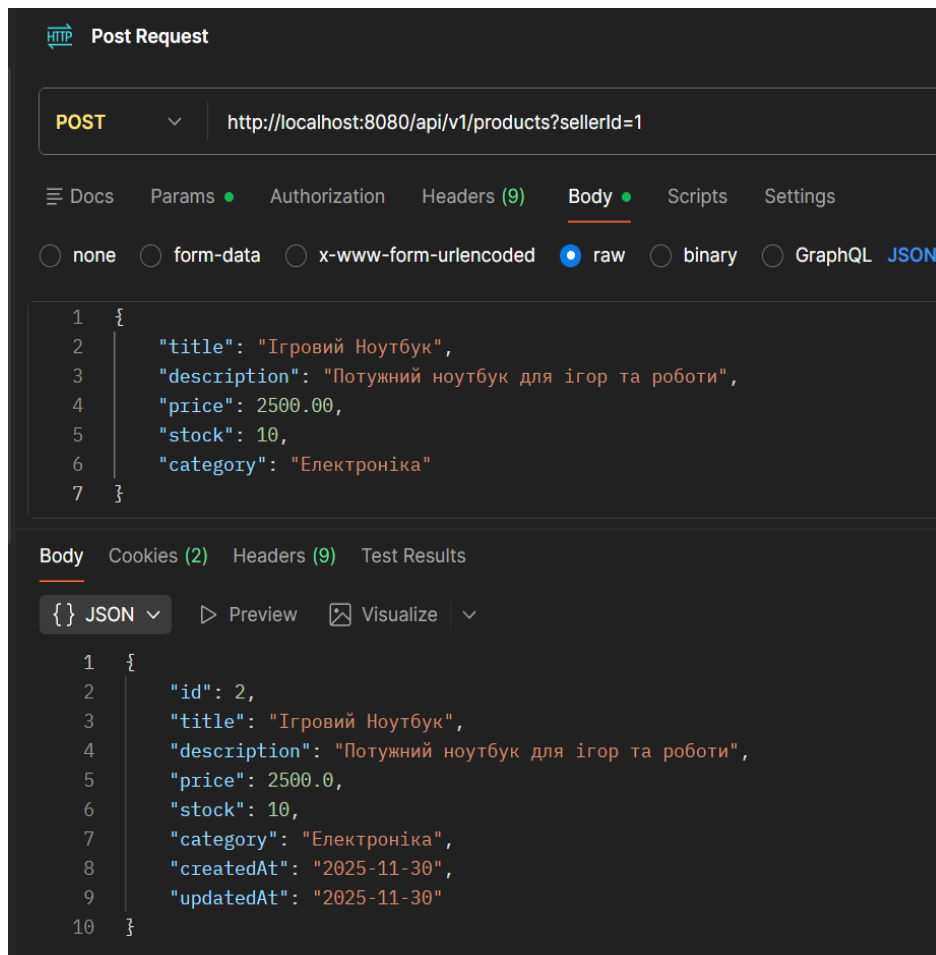 HTTP Post Request
POST http://localhost:8080/api/v1/products?sellerId=1
Docs Params Authorization Headers (9) Body Scripts Settings
none form-data x-www-form-urlencoded raw binary GraphQL JSON
1 {
2 "title": "Ігровий Ноутбук",
3 "description": "Потужний ноутбук для ігор та роботи",
4 "price": 2500.00,
5 "stock": 10,
6 "category": "Електроніка"
7 }
Body Cookies (2) Headers (9) Test Results
{} JSON Preview Visualize
1 {
2 "id": 2,
3 "title": "Ігровий Ноутбук",
4 "description": "Потужний ноутбук для ігор та роботи",
5 "price": 2500.0,
6 "stock": 10,
7 "category": "Електроніка",
8 "createdAt": "2025-11-30",
9 "updatedAt": "2025-11-30"
10 }